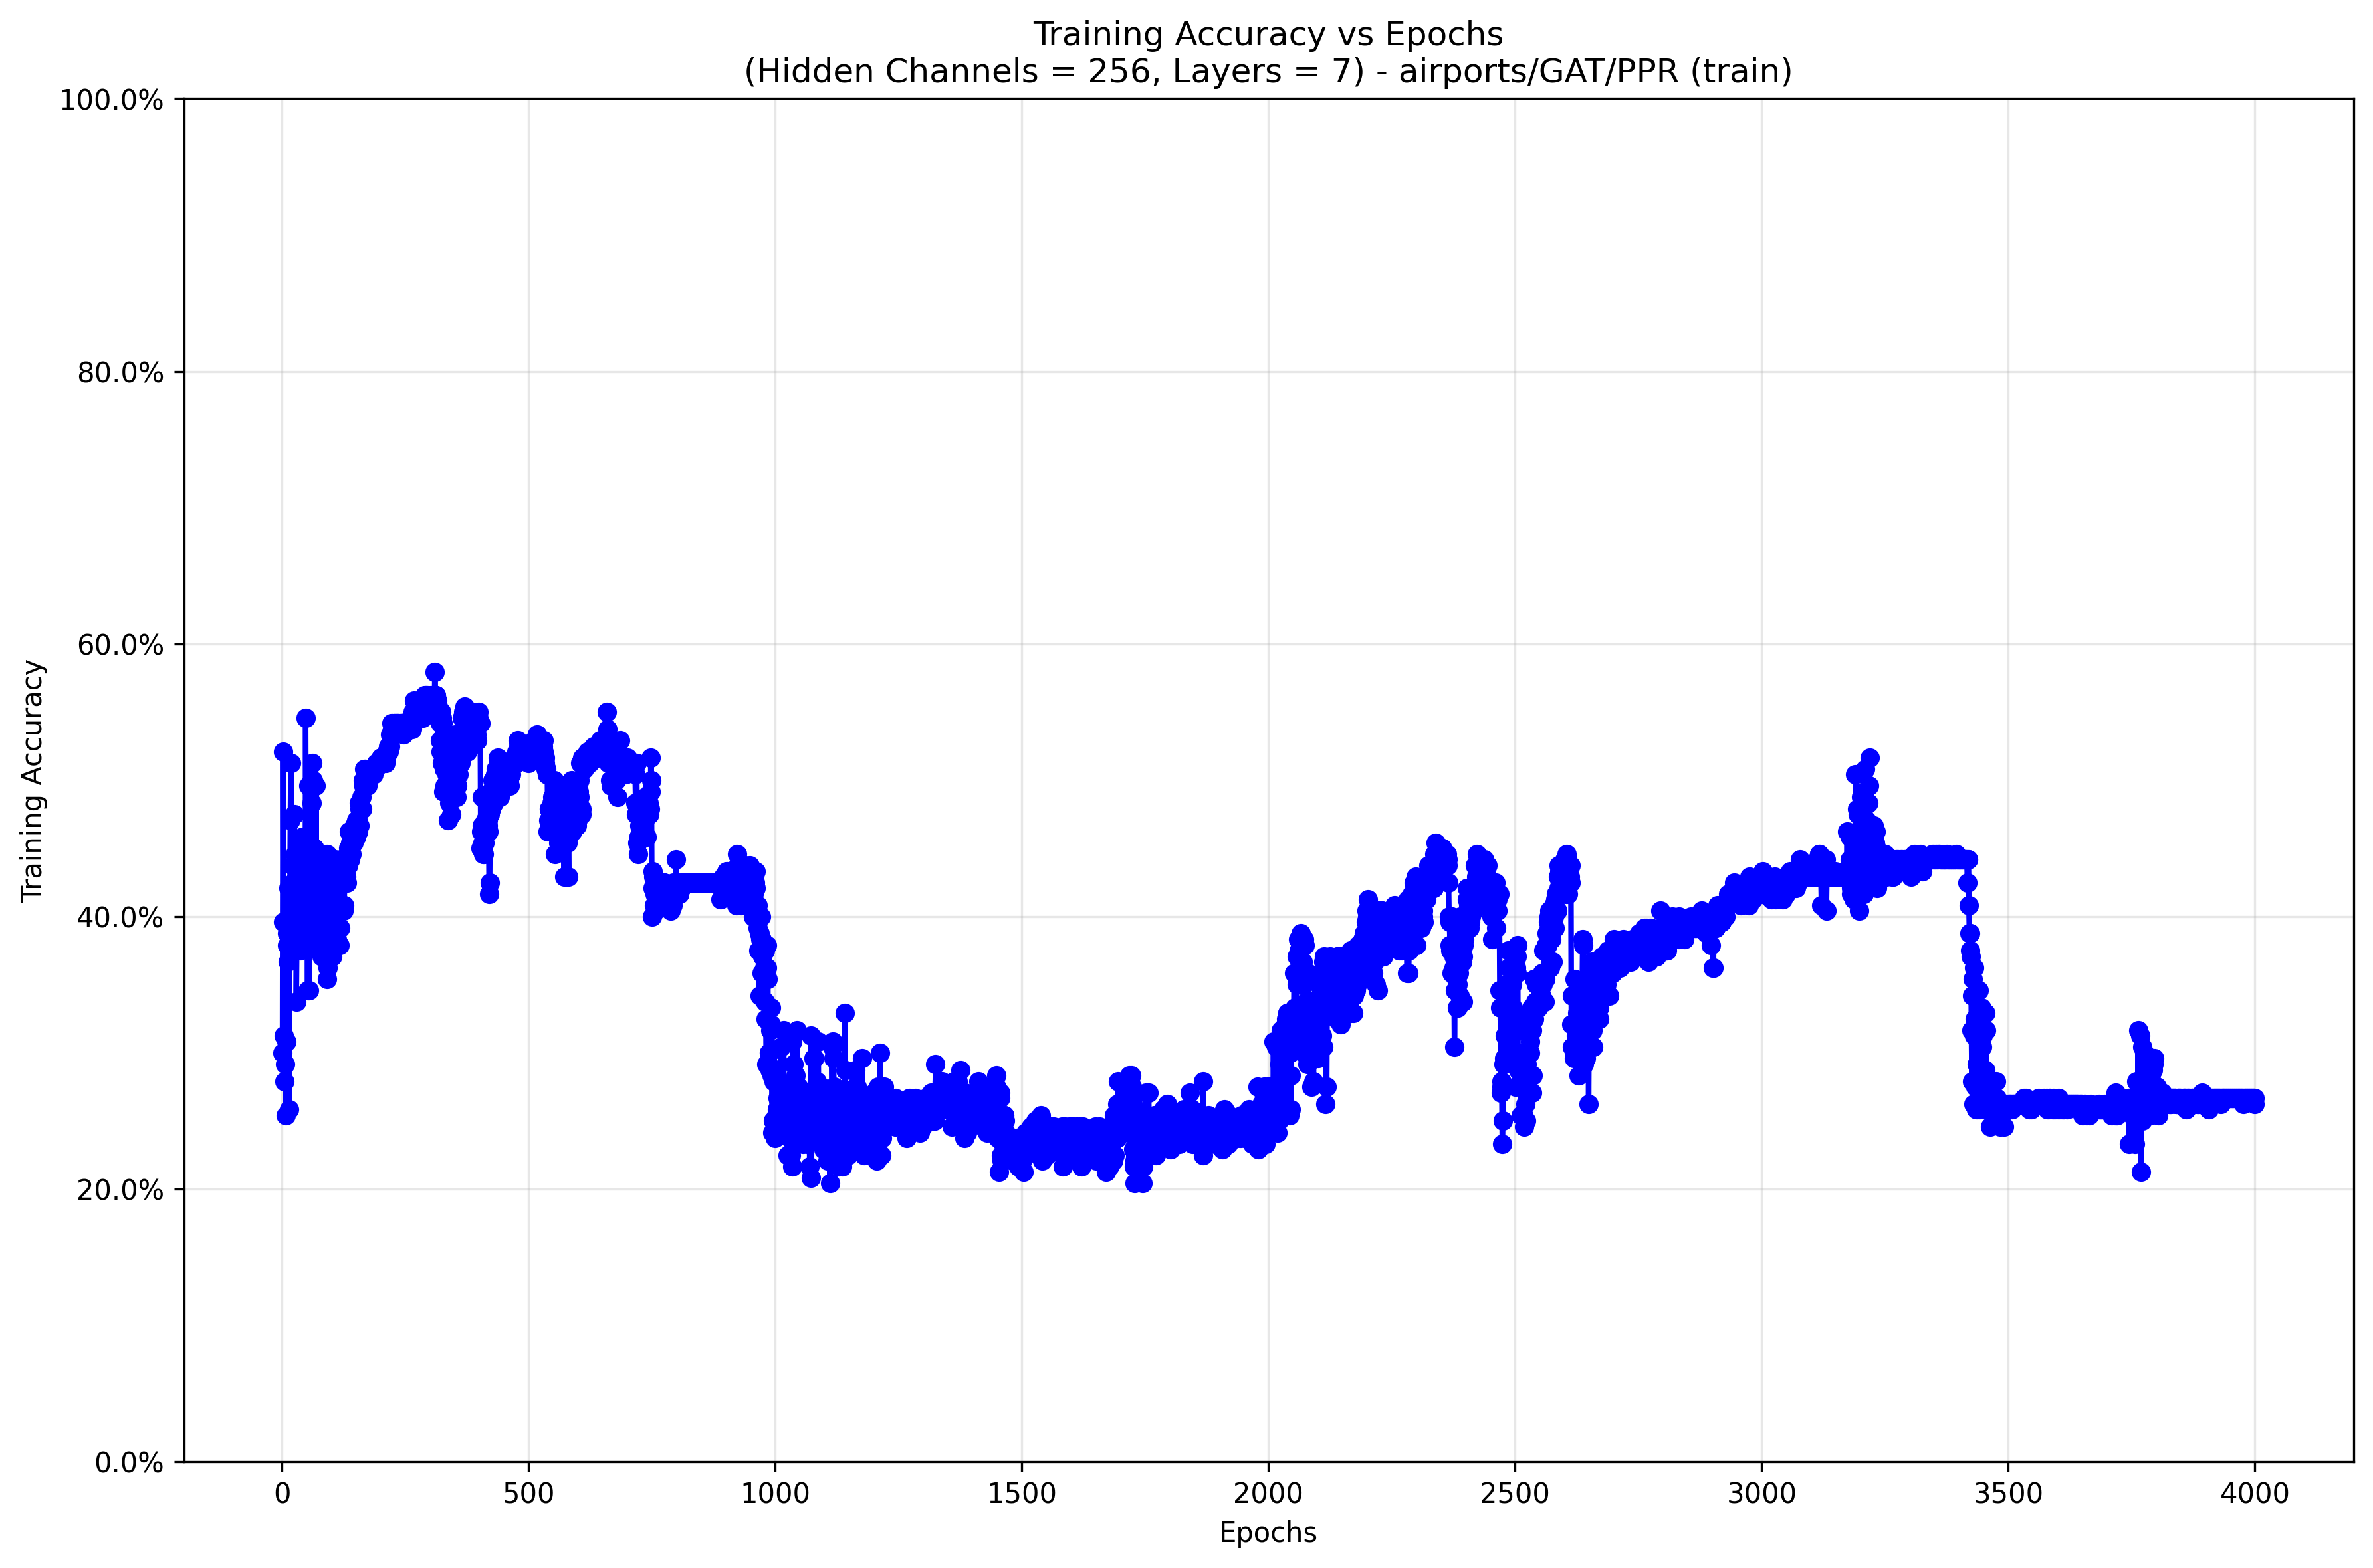 Training Accuracy vs Epochs
(Hidden Channels = 256, Layers = 7) - airports/GAT/PPR (train)
100.0%
80.0%
60.0%
40.0%
20.0%
0.0%
Training Accuracy
0 500 1000 1500 2000 2500 3000 3500 4000
Epochs